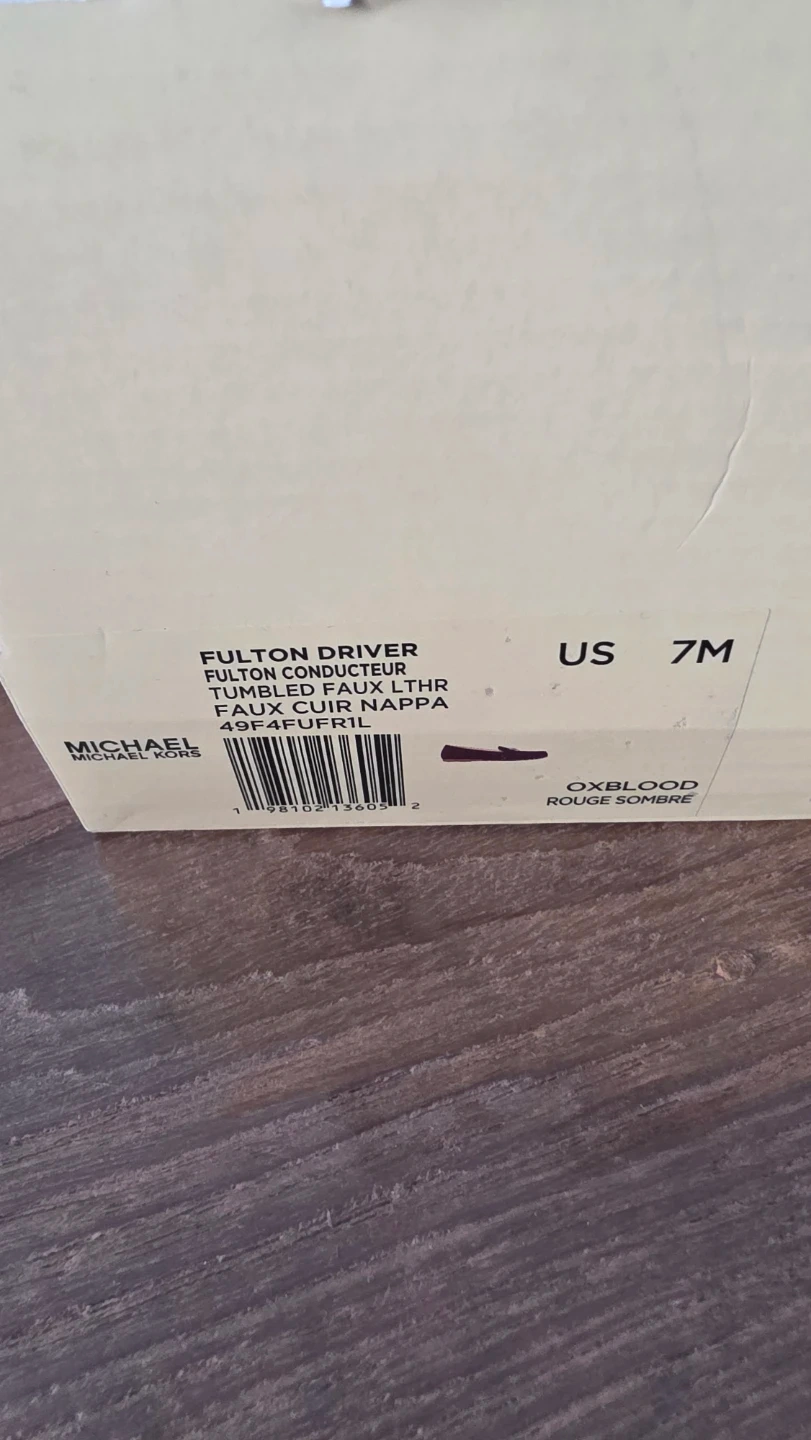 FULTON DRIVER
FULTON CONDUCTEUR
TUMBLED FAUX LTHR
FAUX CUIR NAPPA
49F4FUFR1L
US 7M
MICHAEL
MICHAEL KORS
1 98102 13605 2
OXBLOOD
ROUGE SOMBRE